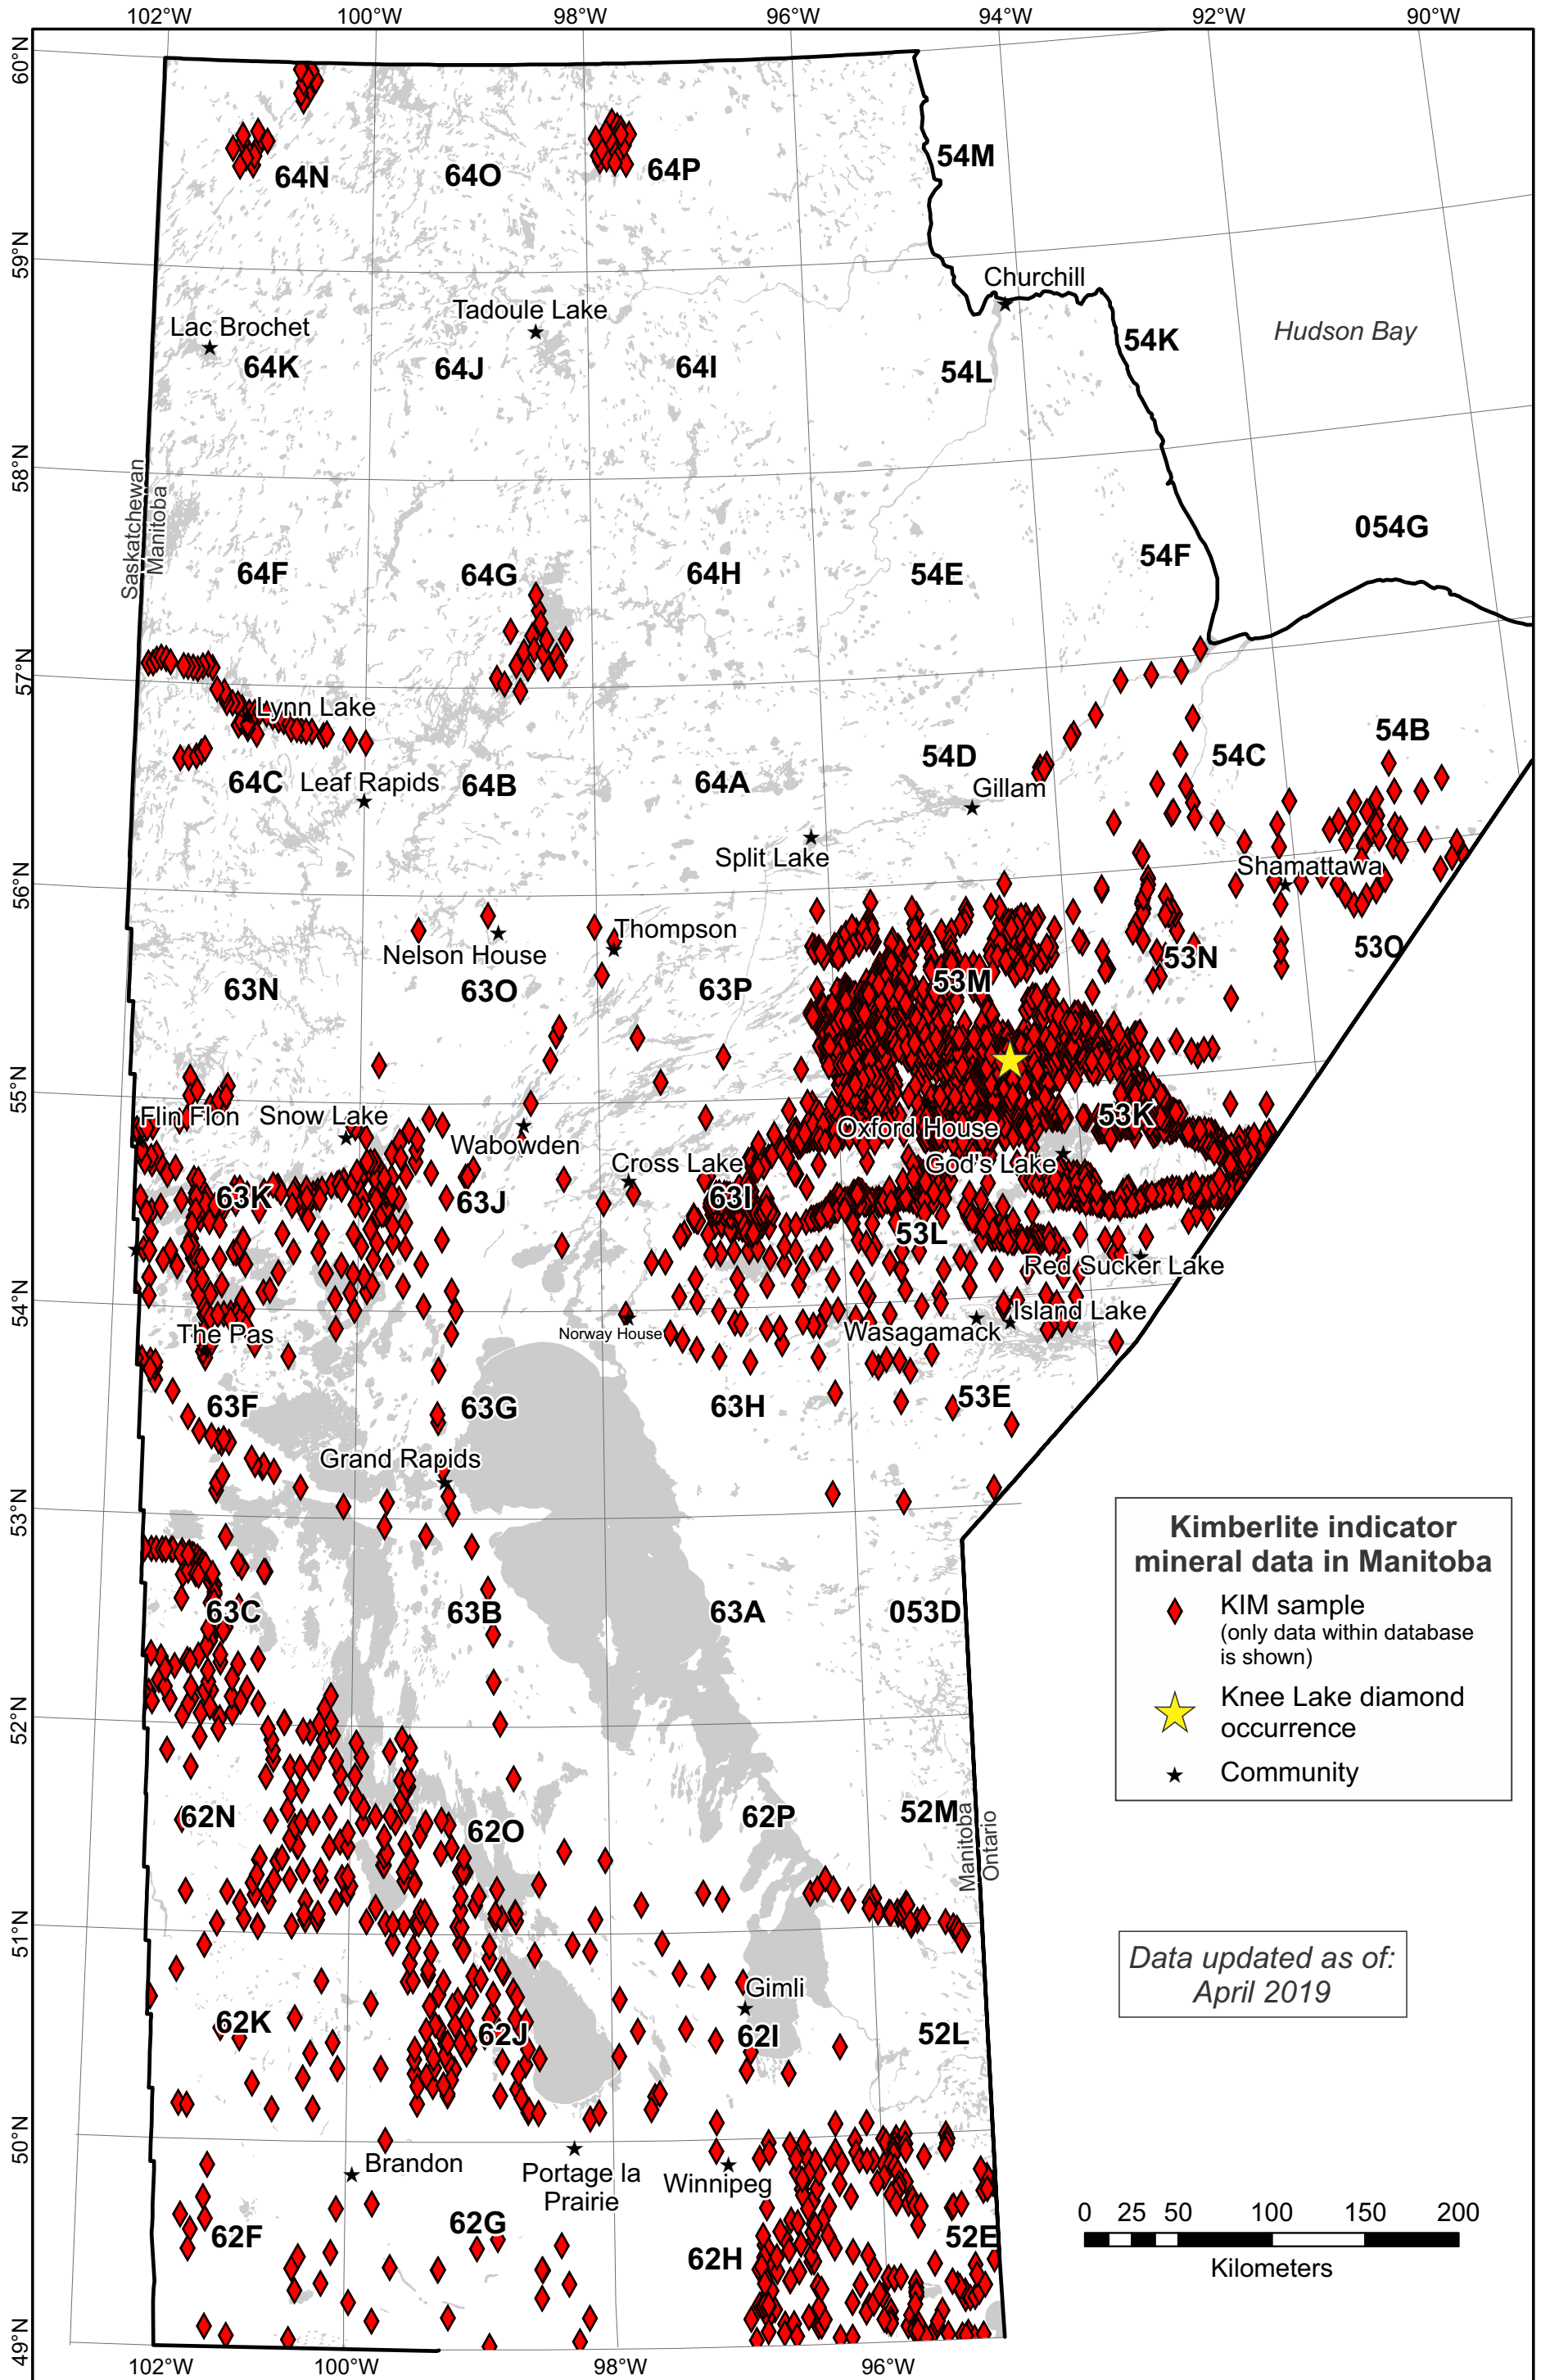 102°W 100°W 98°W 96°W 94°W 92°W 90°W
60°N
59°N
58°N
57°N
56°N
55°N
54°N
53°N
52°N
51°N
50°N
49°N
64N 64O 64P 54M
Churchill
Lac Brochet
Tadoule Lake
64K 64J 64I 54L 54K
Hudson Bay
Saskatchewan
Manitoba
64F 64G 64H 54E 54F 054G
Lynn Lake
64C
Leaf Rapids
64B 64A 54D 54C 54B
Gillam
Split Lake
Shamattawa
Nelson House
Thompson
63N 63O 63P 53M 53N 53O
Flin Flon
Snow Lake
Wabowden
Oxford House
53K
Cross Lake
God's Lake
63K 63J 63I 53L
Red Sucker Lake
Island Lake
The Pas
Norway House
Wasagamack
63F 63G 63H 53E
Grand Rapids
63C 63B 63A 053D
62N 62O 62P 52M
Manitoba
Ontario
Gimli
62K 62J 62I 52L
Brandon
Portage la
Prairie
Winnipeg
62F 62G 62H 52E
Kimberlite indicator
mineral data in Manitoba
KIM sample
(only data within database
is shown)
Knee Lake diamond
occurrence
Community
Data updated as of:
April 2019
0 25 50 100 150 200
Kilometers
102°W 100°W 98°W 96°W